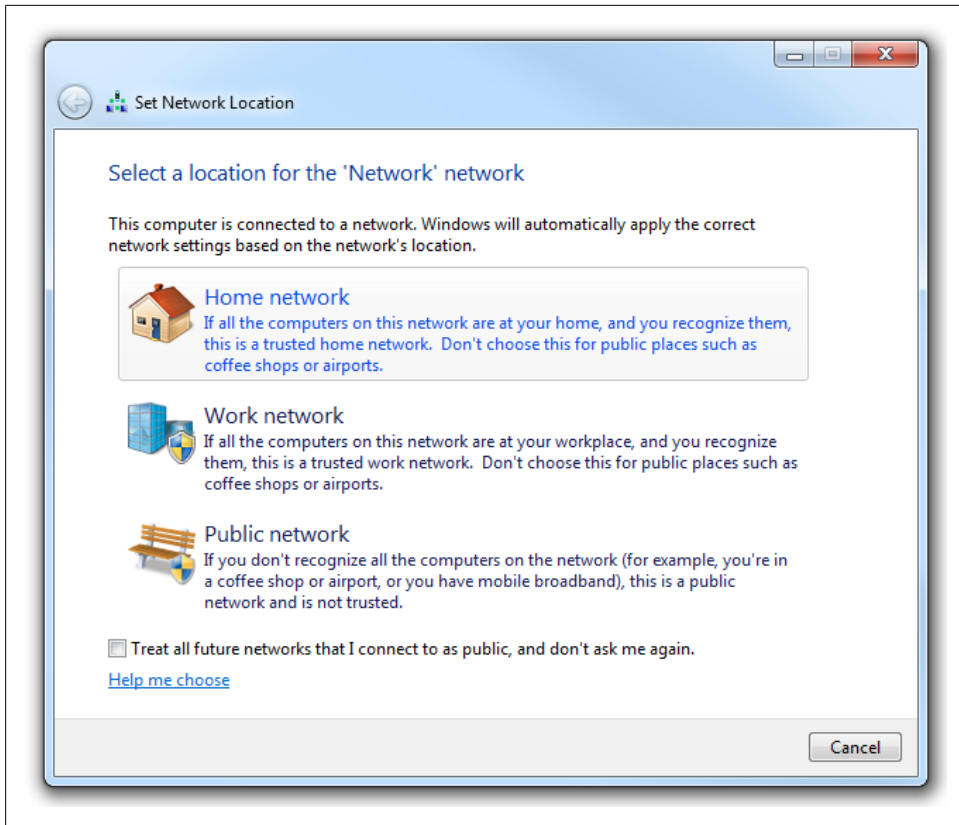 Set Network Location
Select a location for the 'Network' network
This computer is connected to a network. Windows will automatically apply the correct
network settings based on the network's location.
Home network
If all the computers on this network are at your home, and you recognize them,
this is a trusted home network.  Don't choose this for public places such as
coffee shops or airports.
Work network
If all the computers on this network are at your workplace, and you recognize
them, this is a trusted work network.  Don't choose this for public places such as
coffee shops or airports.
Public network
If you don't recognize all the computers on the network (for example, you're in
a coffee shop or airport, or you have mobile broadband), this is a public
network and is not trusted.
Treat all future networks that I connect to as public, and don't ask me again.
Help me choose
Cancel